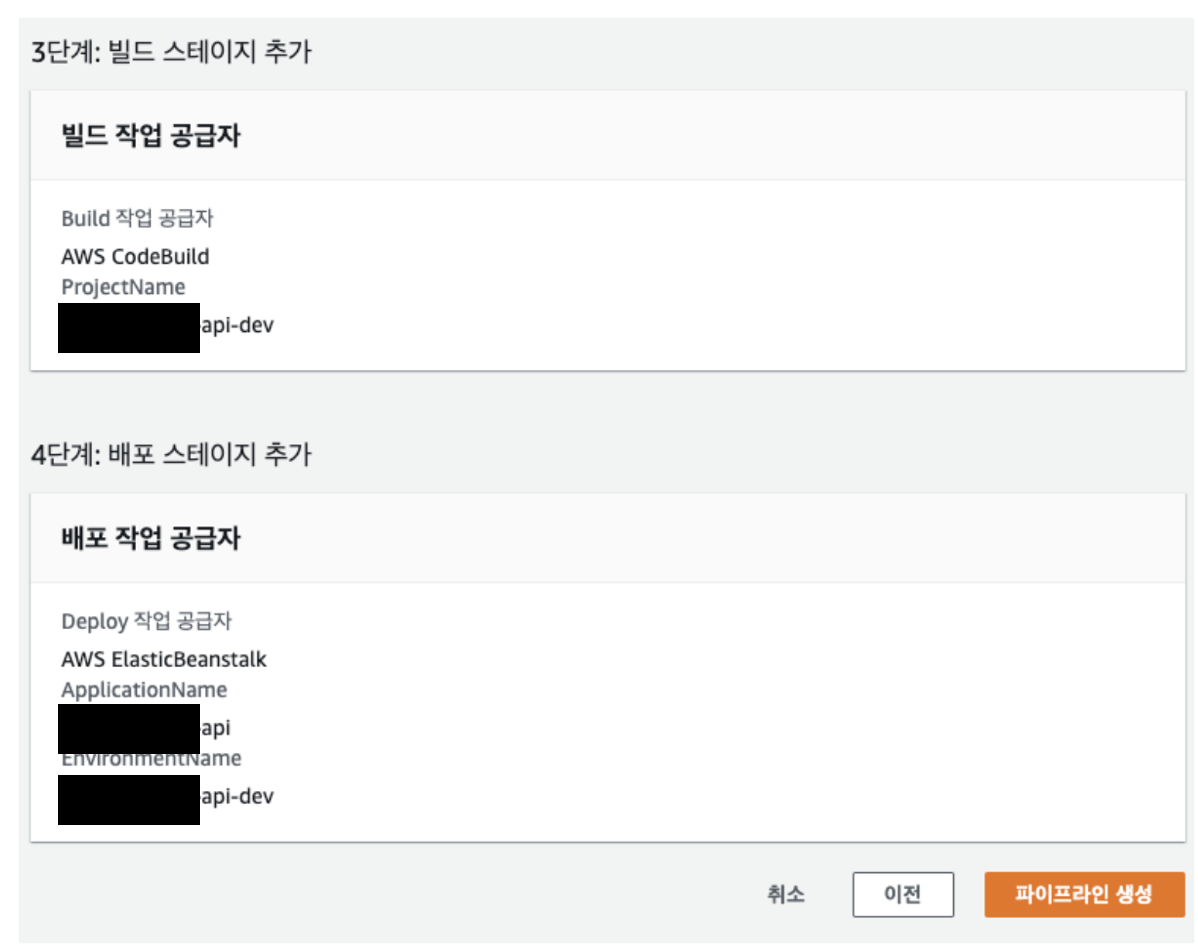 3단계: 빌드 스테이지 추가
빌드 작업 공급자
Build 작업 공급자
AWS CodeBuild
ProjectName
api-dev
4단계: 배포 스테이지 추가
배포 작업 공급자
Deploy 작업 공급자
AWS ElasticBeanstalk
ApplicationName
api
EnvironmentName
api-dev
취소 이전 파이프라인 생성